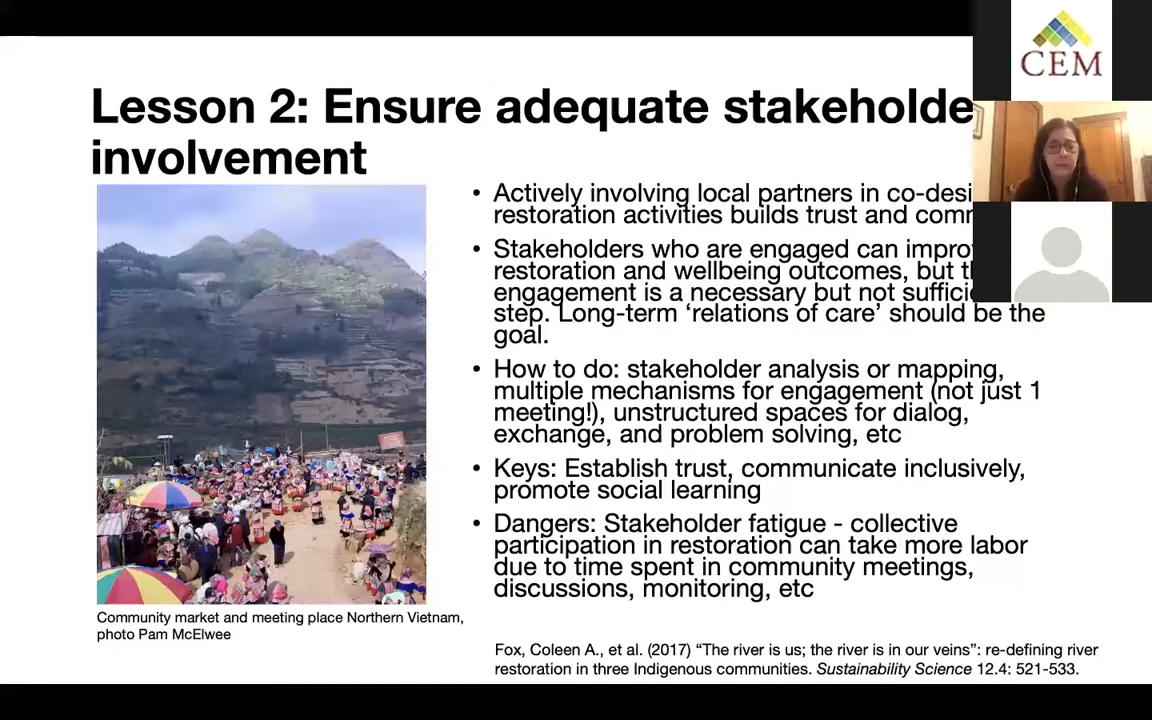 Lesson 2: Ensure adequate stakeholde
involvement
CEM
• Actively involving local partners in co-desi
restoration activities builds trust and com
• Stakeholders who are engaged can impro
restoration and wellbeing outcomes, but
engagement is a necessary but not suffici
step. Long-term ‘relations of care’ should be the
goal.
• How to do: stakeholder analysis or mapping,
multiple mechanisms for engagement (not just 1
meeting!), unstructured spaces for dialog,
exchange, and problem solving, etc
• Keys: Establish trust, communicate inclusively,
promote social learning
• Dangers: Stakeholder fatigue - collective
participation in restoration can take more labor
due to time spent in community meetings,
discussions, monitoring, etc
Community market and meeting place Northern Vietnam,
photo Pam McElwee
Fox, Coleen A., et al. (2017) “The river is us; the river is in our veins”: re-defining river
restoration in three Indigenous communities. Sustainability Science 12.4: 521-533.